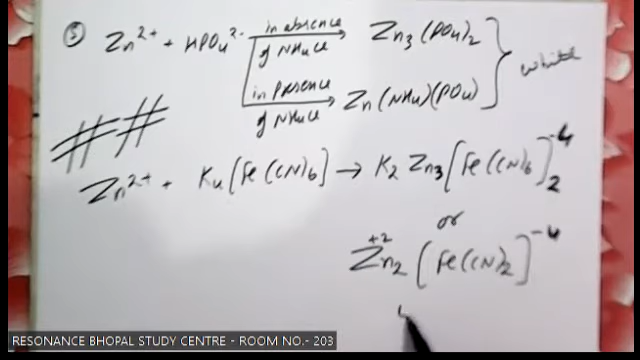 (5) Zn²⁺ + HPO₄²⁻ in absence of NH₄Cl → Zn₃(PO₄)₂
in presence of NH₄Cl → Zn(NH₄)(PO₄) } white
## Zn²⁺ + K₄[Fe(CN)₆] → K₂Zn₃[Fe(CN)₆]₂⁻⁴
or
Zn₂⁺² [Fe(CN)₂]⁻⁴
RESONANCE BHOPAL STUDY CENTRE - ROOM NO.- 203